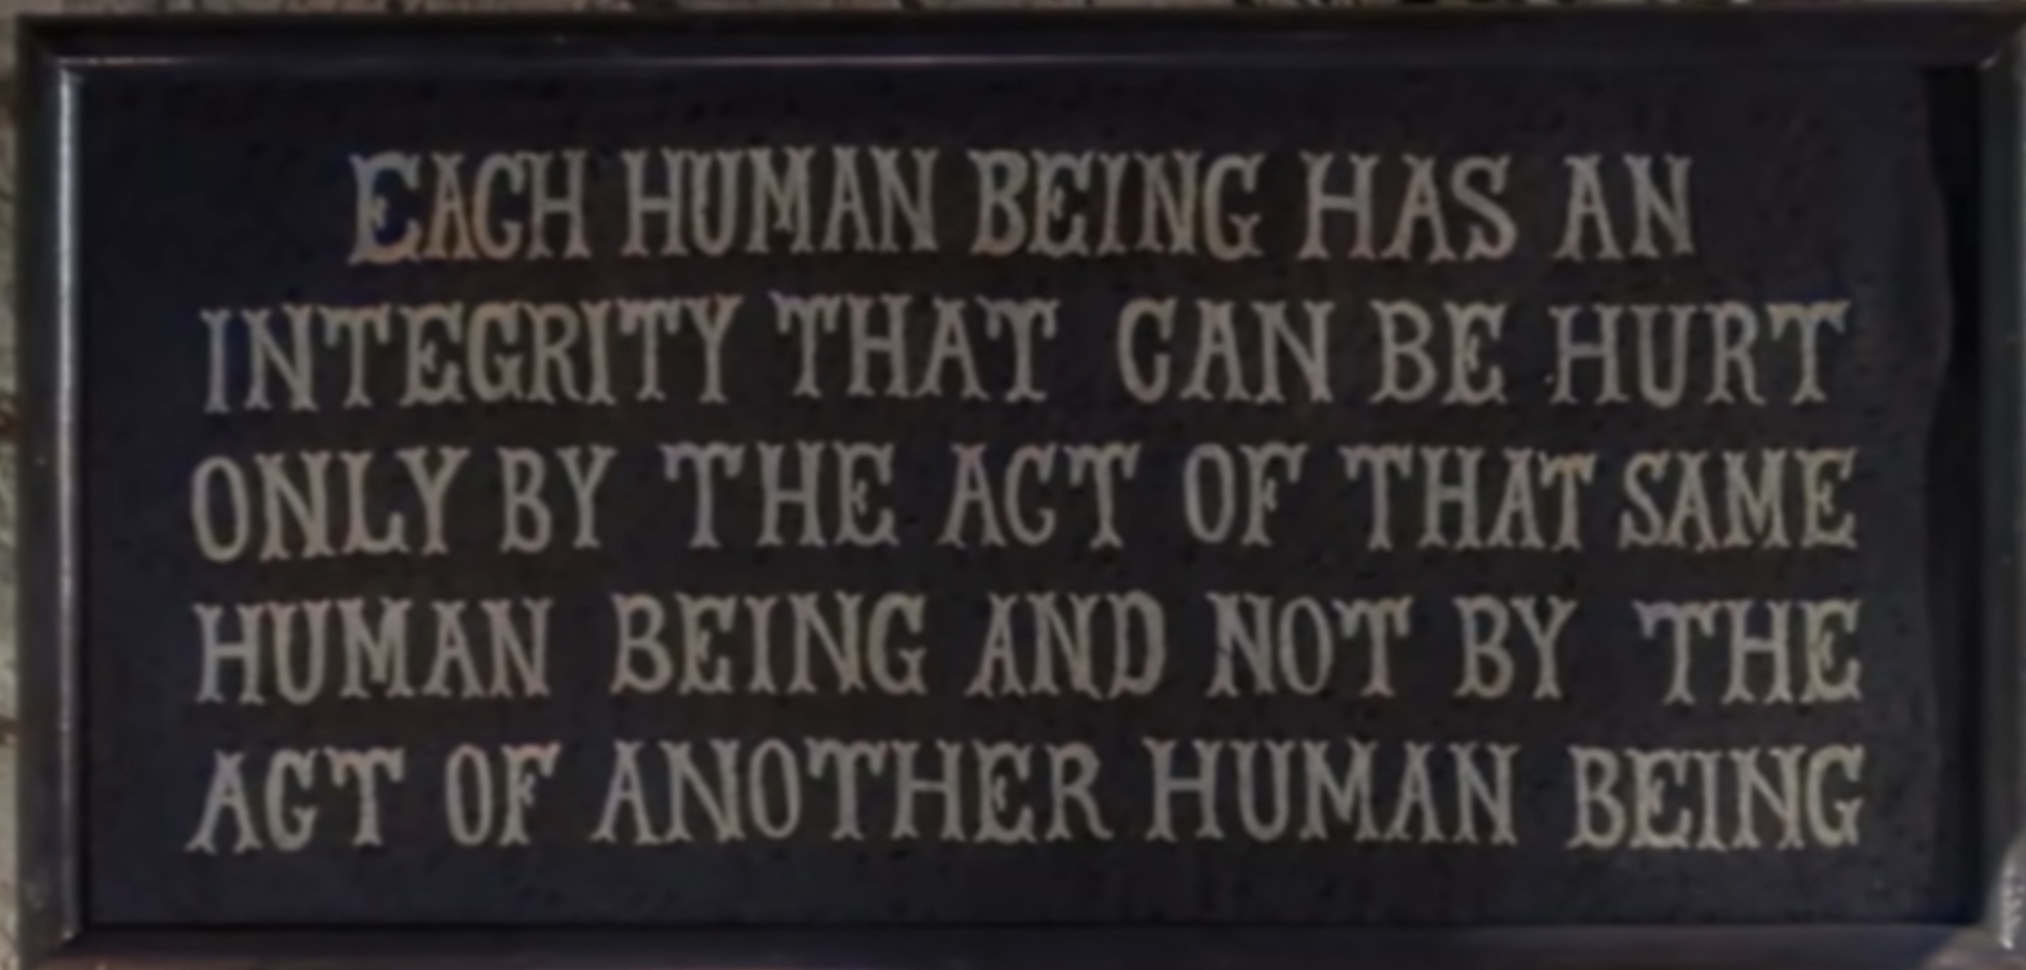 EACH HUMAN BEING HAS AN
INTEGRITY THAT CAN BE HURT
ONLY BY THE ACT OF THAT SAME
HUMAN BEING AND NOT BY THE
ACT OF ANOTHER HUMAN BEING